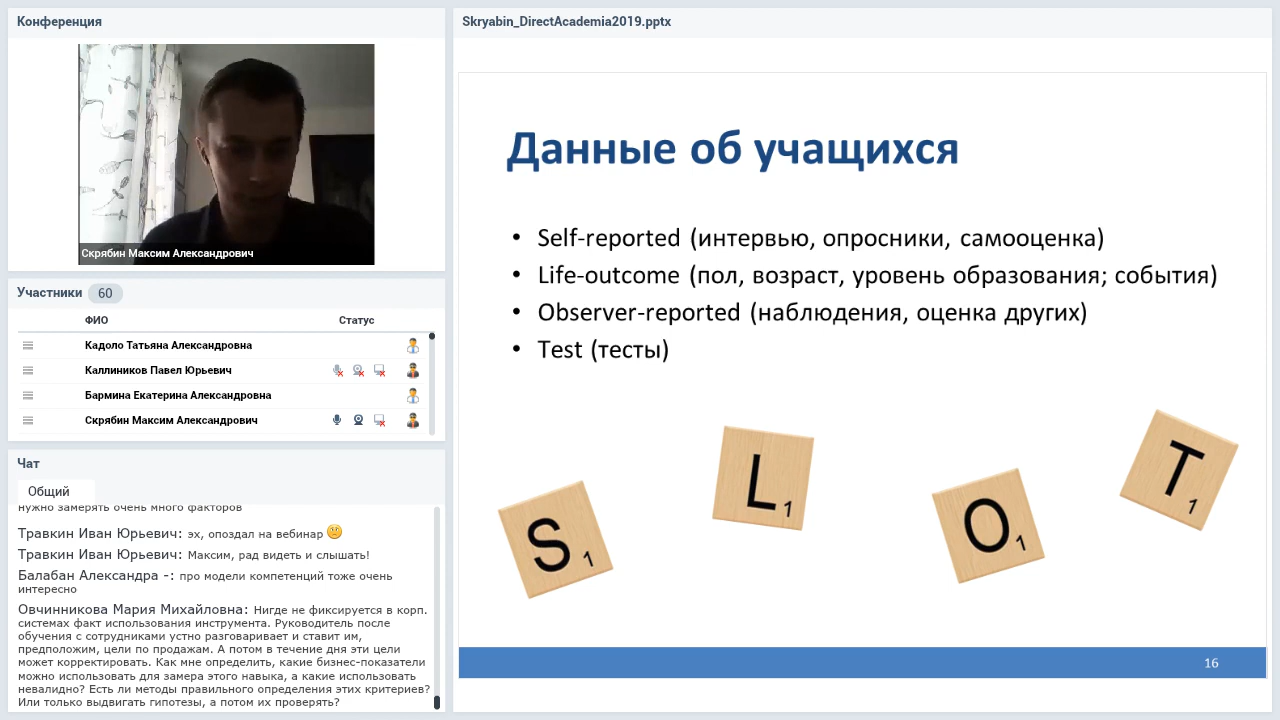 Конференция
Скрябин Максим Александрович
Участники 60
ФИО Статус
Кадоло Татьяна Александровна
Каллиников Павел Юрьевич
Бармина Екатерина Александровна
Скрябин Максим Александрович
Чат
Общий
нужно замерять очень много факторов
Травкин Иван Юрьевич: эх, опоздал на вебинар
Травкин Иван Юрьевич: Максим, рад видеть и слышать!
Балабан Александра -: про модели компетенций тоже очень
интересно
Овчинникова Мария Михайловна: Нигде не фиксируется в корп.
системах факт использования инструмента. Руководитель после
обучения с сотрудниками устно разговаривает и ставит им,
предположим, цели по продажам. А потом в течение дня эти цели
может корректировать. Как мне определить, какие бизнес-показатели
можно использовать для замера этого навыка, а какие использовать
невалидно? Есть ли методы правильного определения этих критериев?
Или только выдвигать гипотезы, а потом их проверять?
Skryabin_DirectAcademia2019.pptx
Данные об учащихся
• Self-reported (интервью, опросники, самооценка)
• Life-outcome (пол, возраст, уровень образования; события)
• Observer-reported (наблюдения, оценка других)
• Test (тесты)
S 1
L 1
O 1
T 1
16